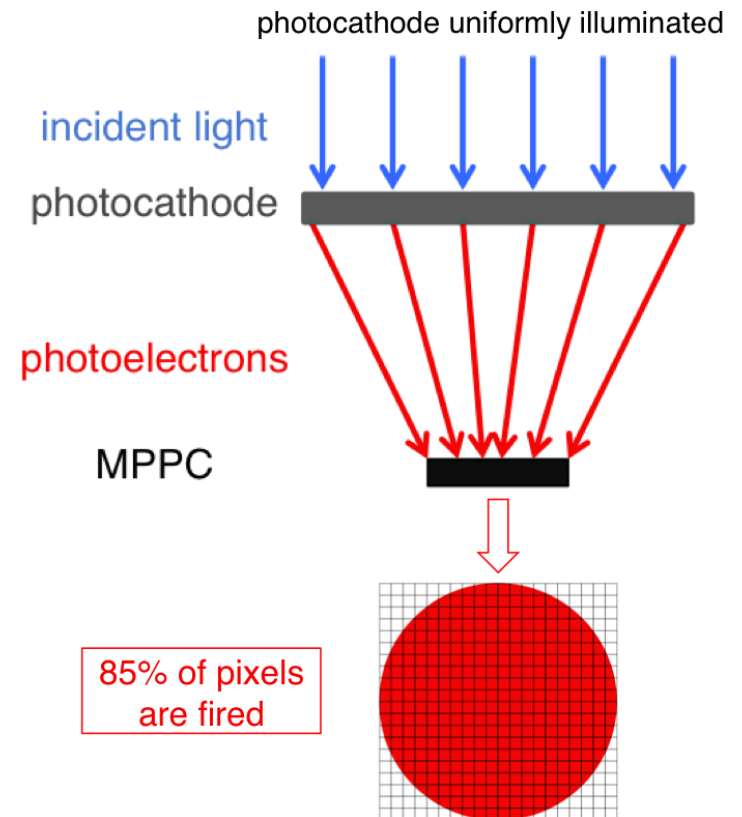 photocathode uniformly illuminated
incident light
photocathode
photoelectrons
MPPC
85% of pixels
are fired